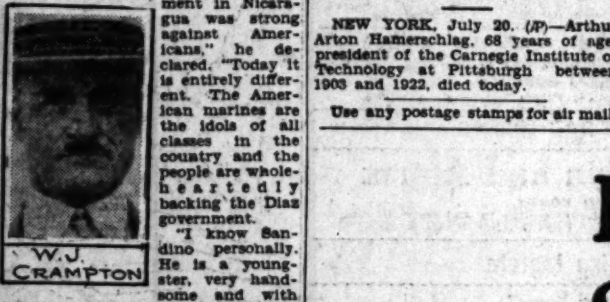 ment in Nicara-
gua was strong
against Amer-
icans," he de-
clared. "Today it
is entirely differ-
ent. The Amer-
ican marines are
the idols of all
classes in the
country and the
people are whole-
heartedly
backing the Diaz
government.
"I know San-
dino personally.
He is a young-
ster, very hand-
some and with
W.J.
CRAMPTON
NEW YORK, July 20. (AP)—Arthu
Arton Hamerschlag, 68 years of age
president of the Carnegie Institute o
Technology at Pittsburgh between
1903 and 1922, died today.
Use any postage stamps for air mail